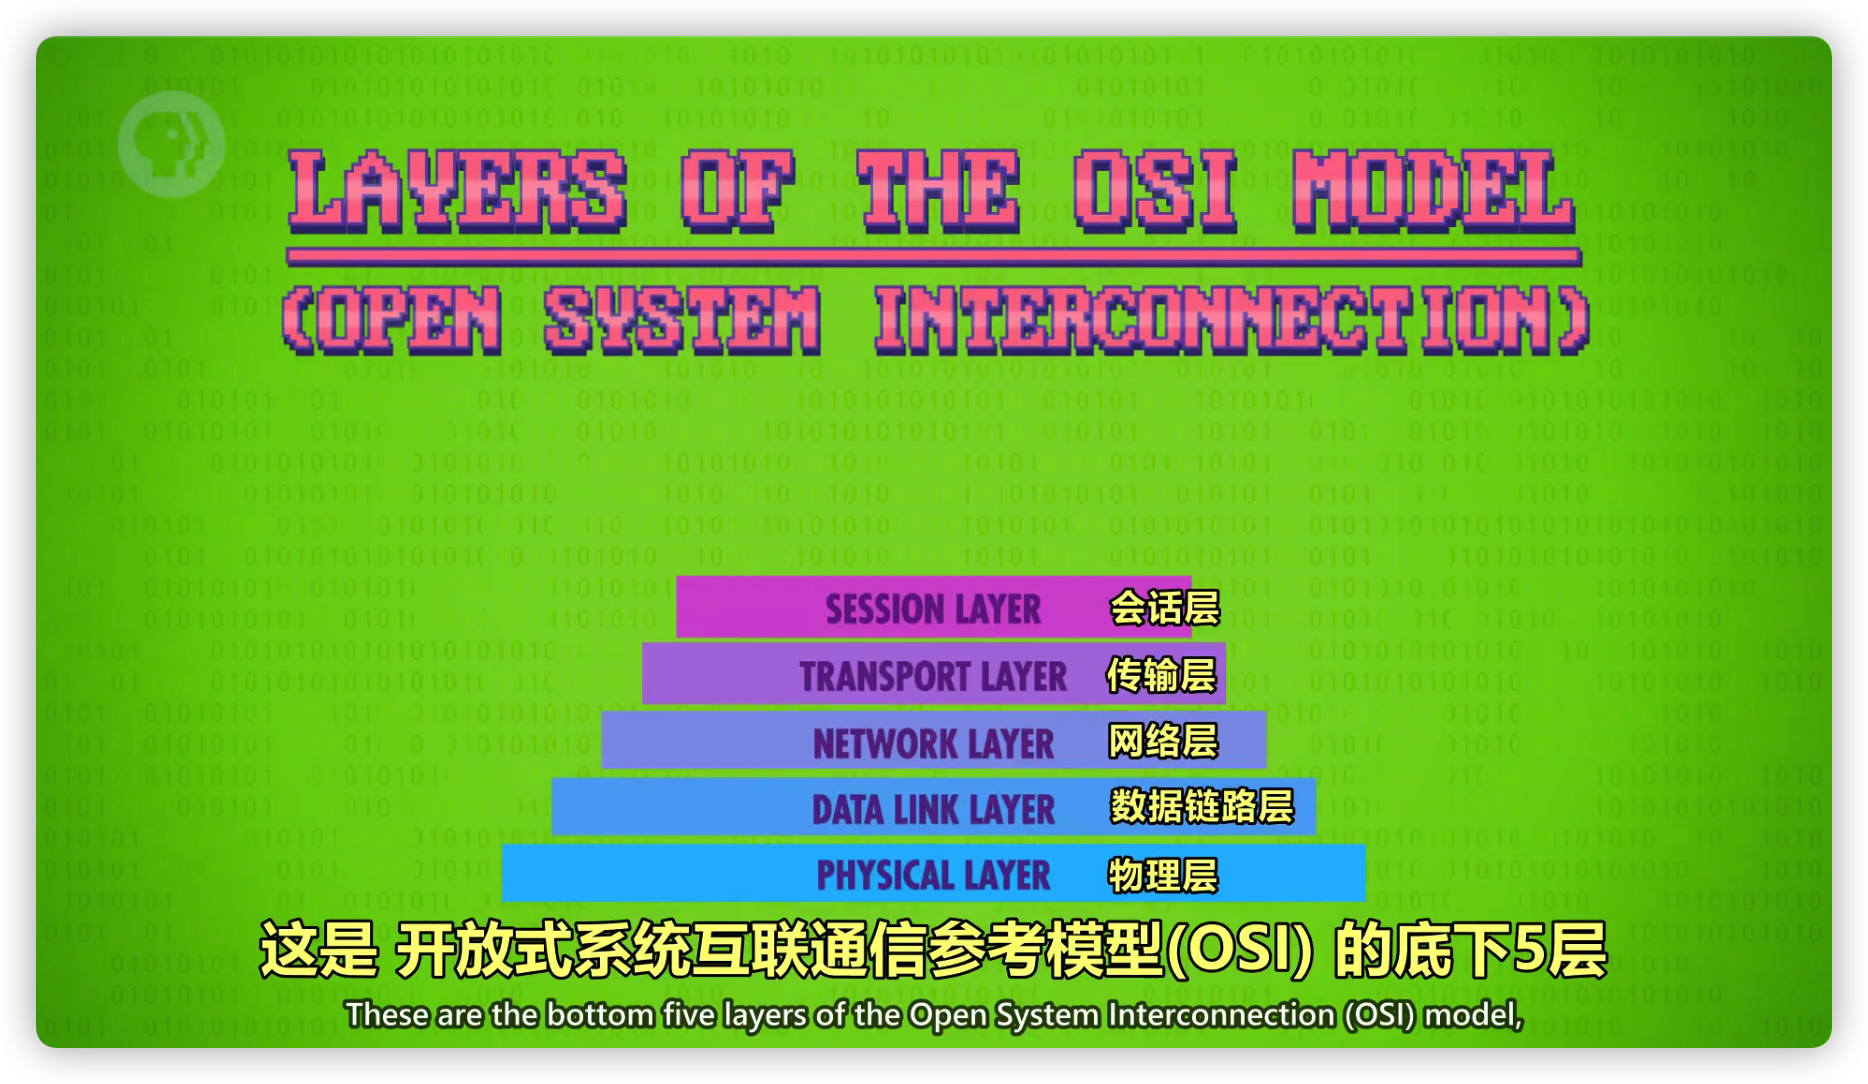 LAYERS OF THE OSI MODEL
(OPEN SYSTEM INTERCONNECTION)
SESSION LAYER 会话层
TRANSPORT LAYER 传输层
NETWORK LAYER 网络层
DATA LINK LAYER 数据链路层
PHYSICAL LAYER 物理层
这是 开放式系统互联通信参考模型(OSI) 的底下5层
These are the bottom five layers of the Open System Interconnection (OSI) model,